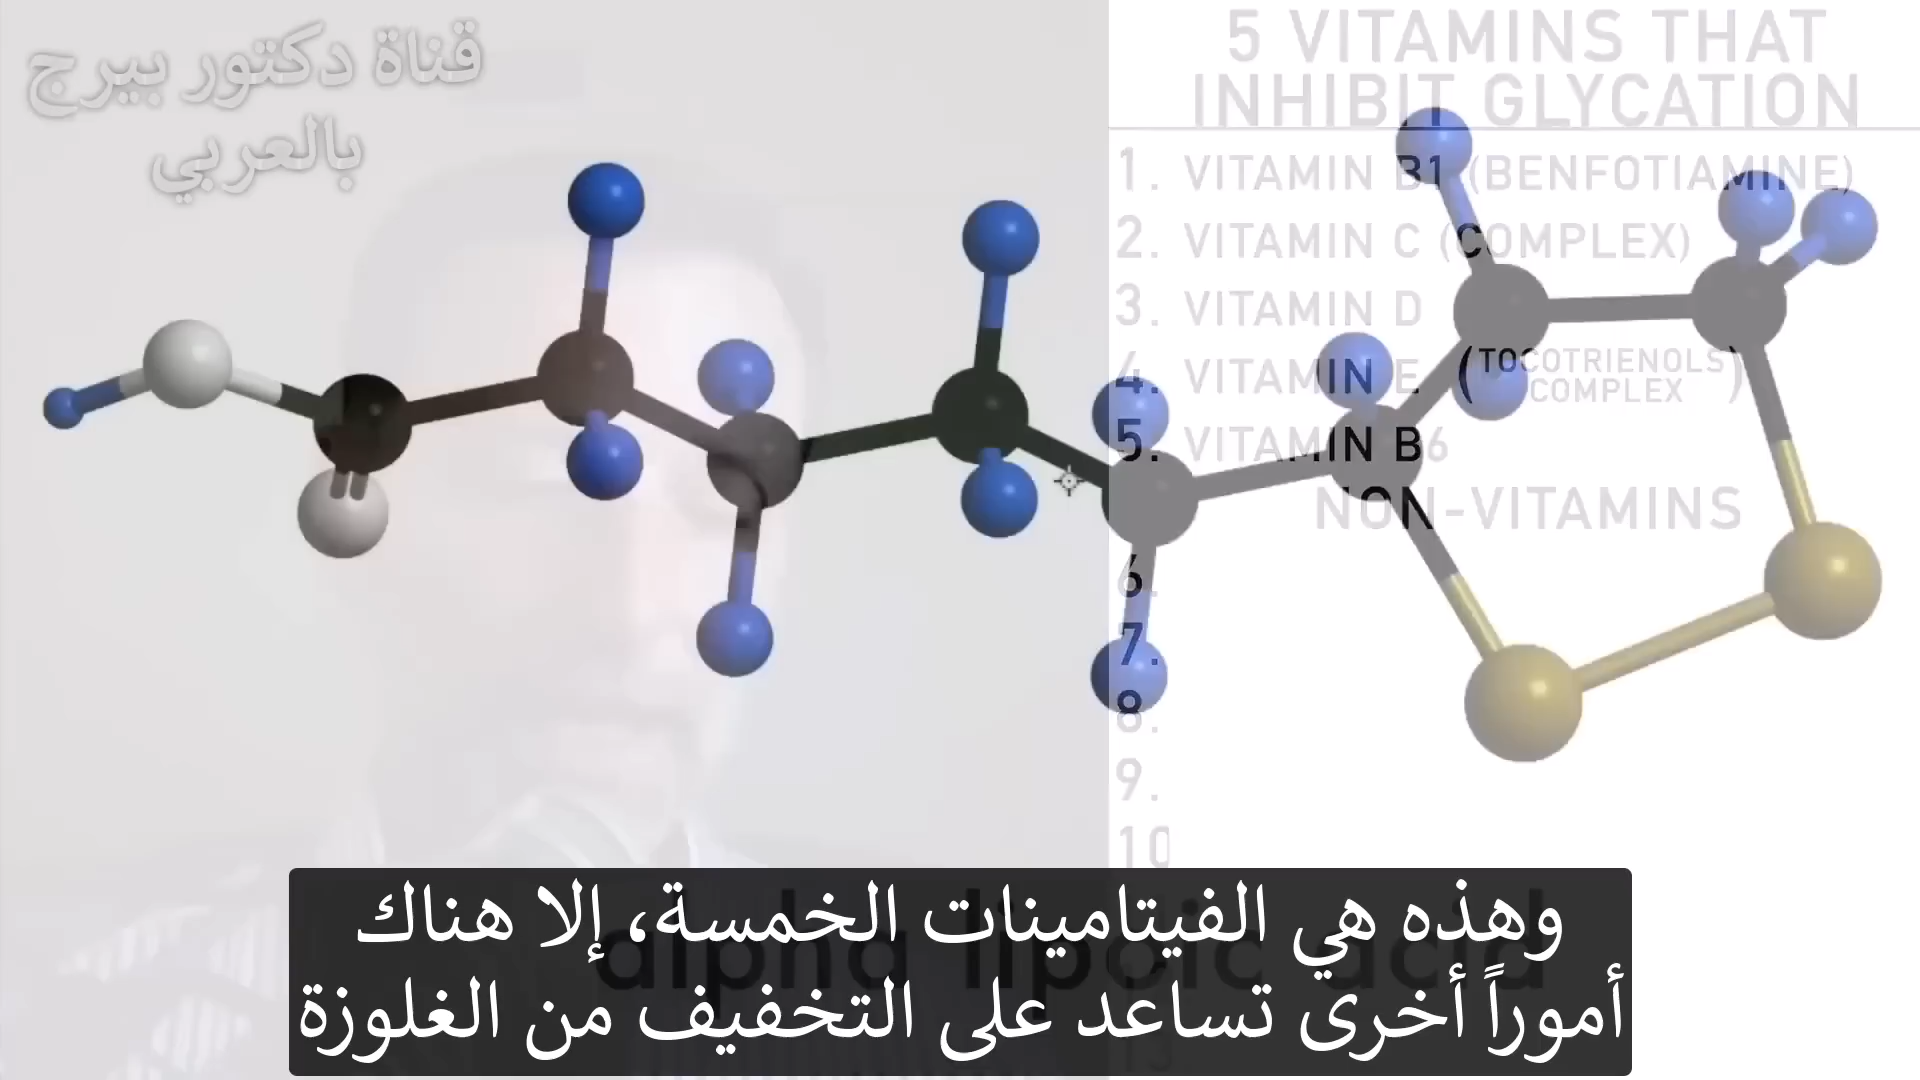 قناة دكتور بيرج
بالعربي
5 VITAMINS THAT
INHIBIT GLYCATION
1. VITAMIN B1 (BENFOTIAMINE)
2. VITAMIN C (COMPLEX)
3. VITAMIN D
4. VITAMIN E (TOCOTRIENOLS COMPLEX)
5. VITAMIN B6
NON-VITAMINS
6.
7.
8.
9.
10
alpha lipoic acid
وهذه هي الفيتامينات الخمسة، إلا هناك
أموراً أخرى تساعد على التخفيف من الغلوزة